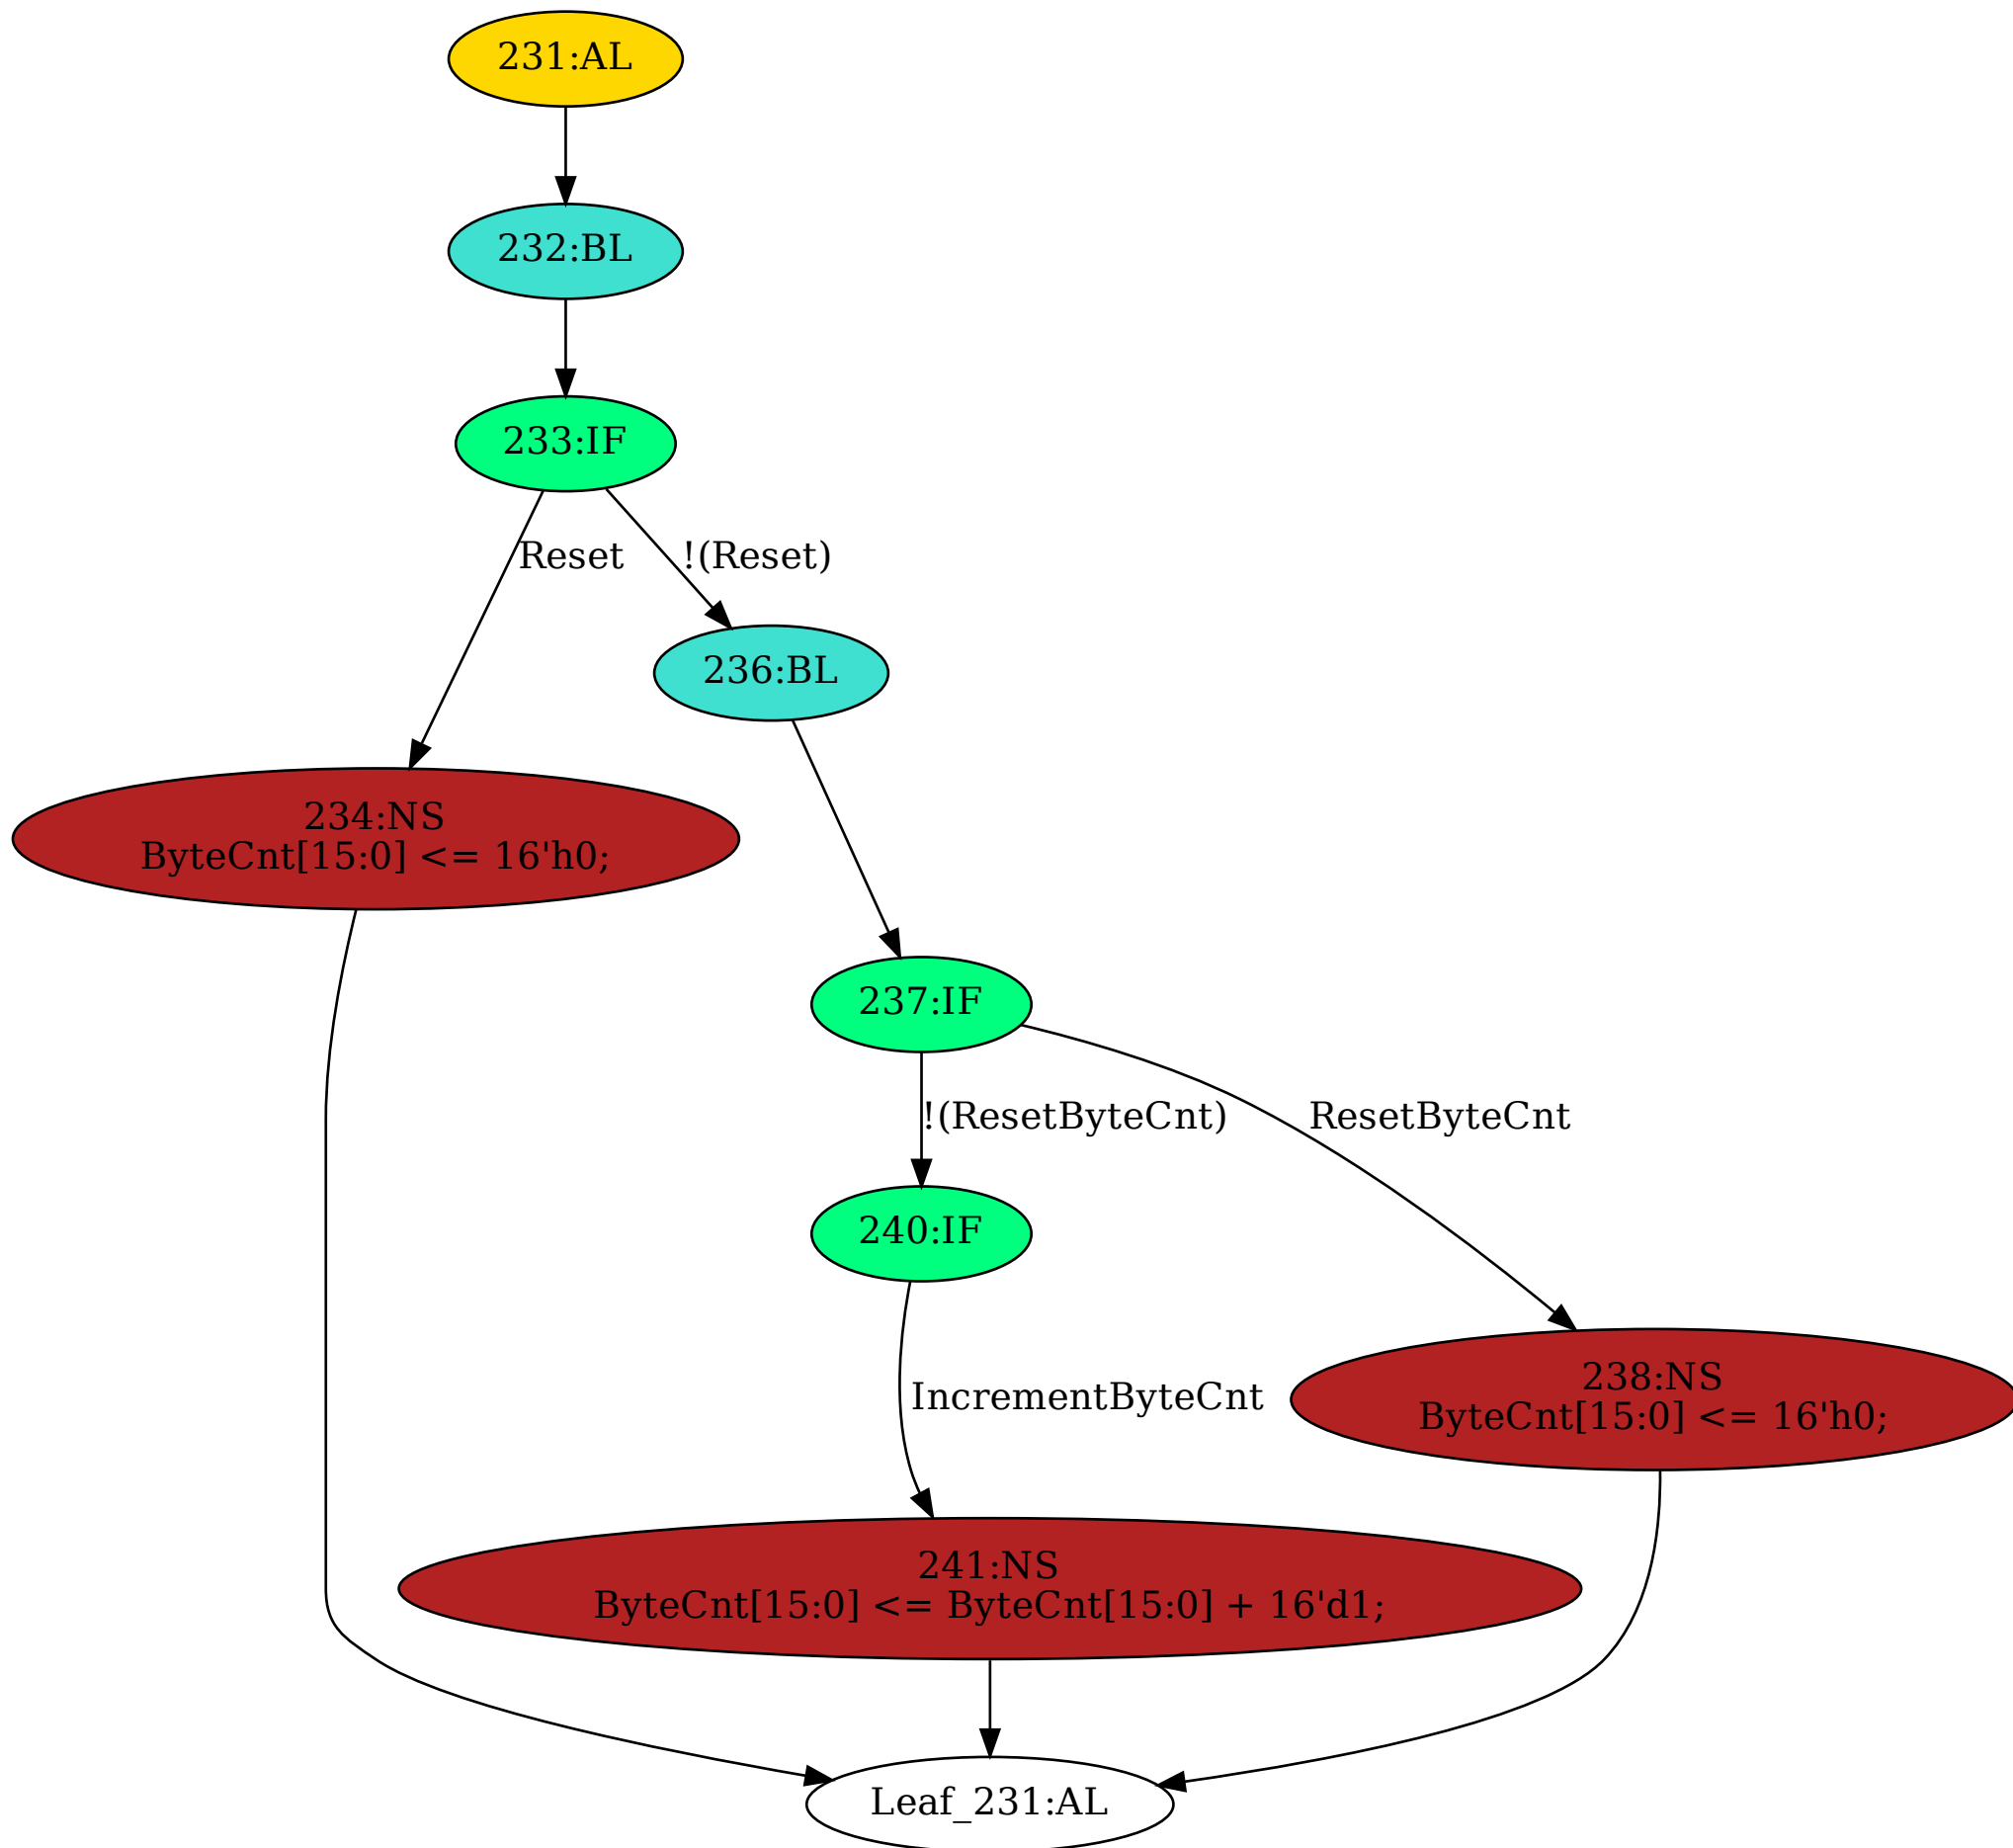 231:AL
232:BL
233:IF
Reset
!(Reset)
236:BL
234:NS
ByteCnt[15:0] <= 16'h0;
237:IF
!(ResetByteCnt)
ResetByteCnt
240:IF
IncrementByteCnt
238:NS
ByteCnt[15:0] <= 16'h0;
241:NS
ByteCnt[15:0] <= ByteCnt[15:0] + 16'd1;
Leaf_231:AL